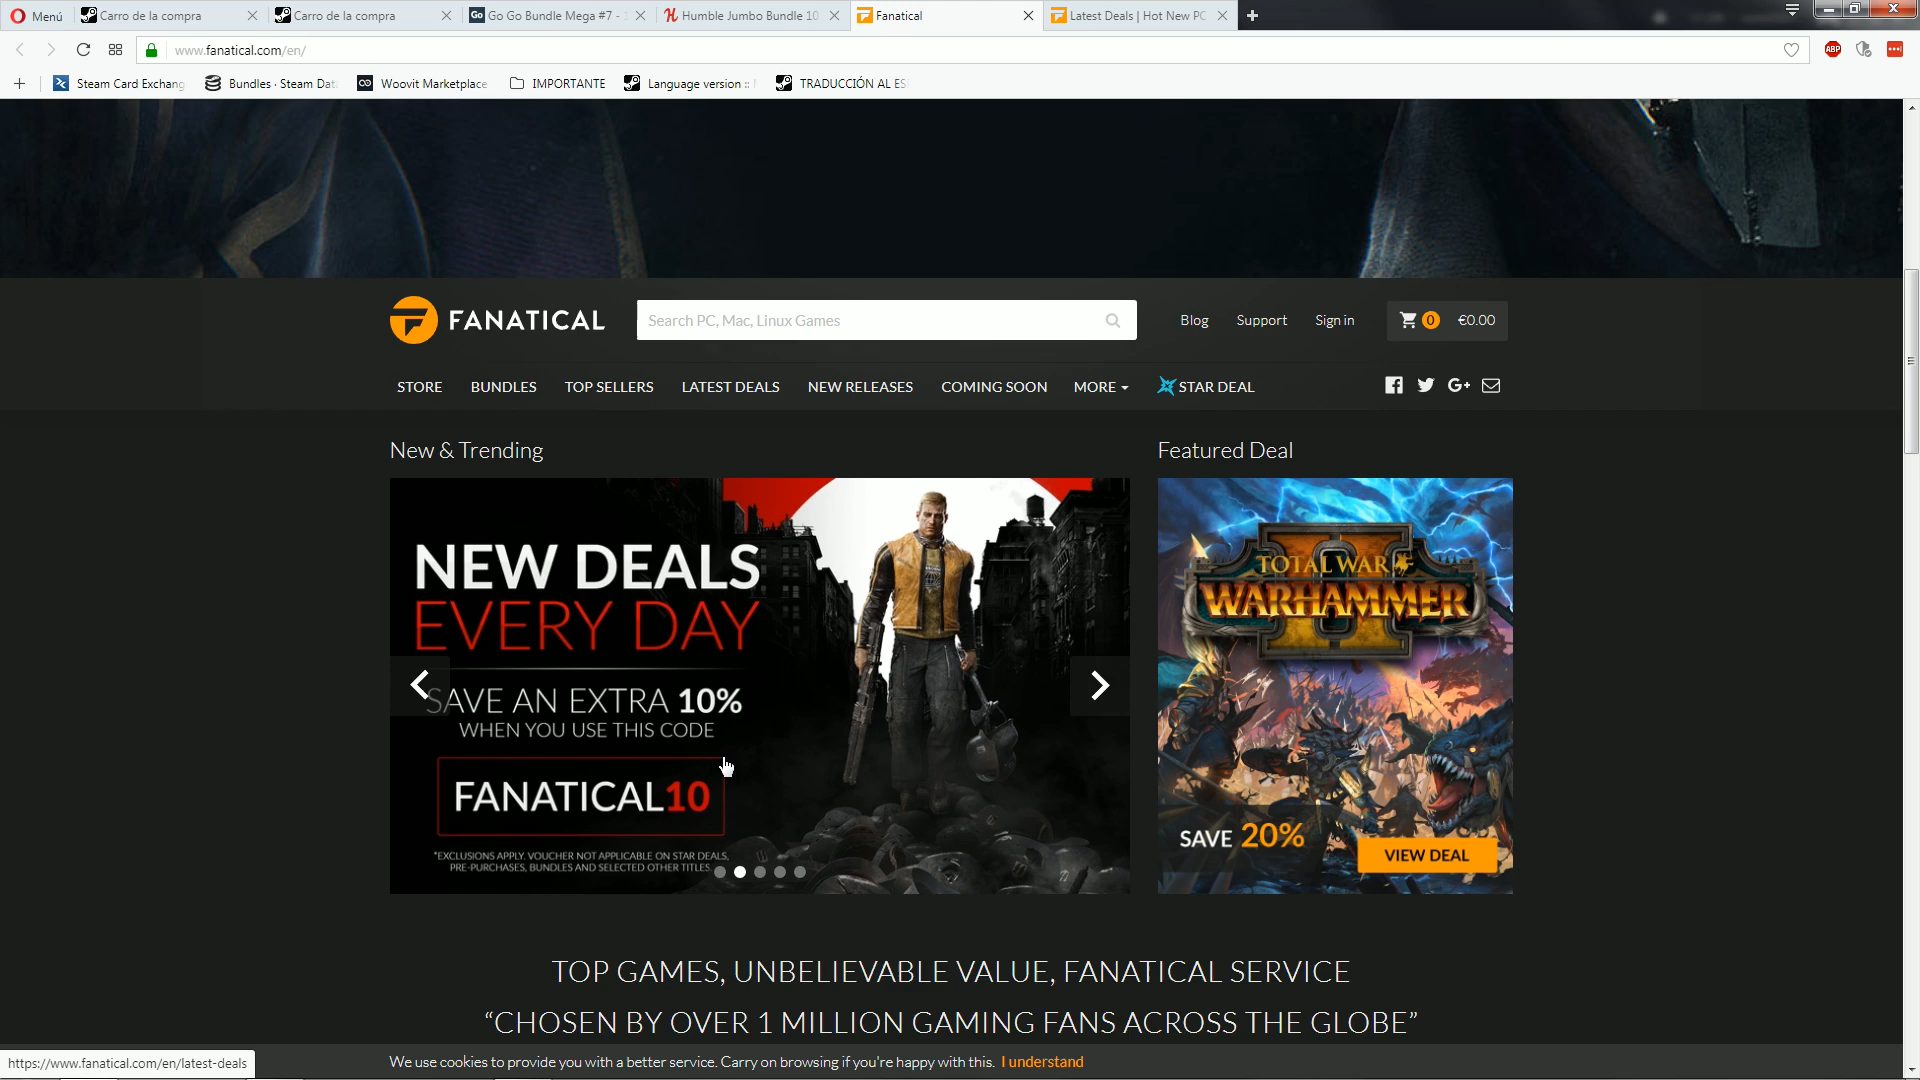 Menú
Carro de la compra
Carro de la compra
Go Go Bundle Mega #7 -
Humble Jumbo Bundle 10
Fanatical
Latest Deals | Hot New PC
www.fanatical.com/en/
ABP
Steam Card Exchang
Bundles · Steam Dat
Woovit Marketplace
IMPORTANTE
Language version ::
TRADUCCIÓN AL ES
FANATICAL
Search PC, Mac, Linux Games
Blog
Support
Sign in
0
€0.00
STORE
BUNDLES
TOP SELLERS
LATEST DEALS
NEW RELEASES
COMING SOON
MORE
STAR DEAL
G+
New & Trending
Featured Deal
NEW DEALS
EVERY DAY
SAVE AN EXTRA 10%
WHEN YOU USE THIS CODE
FANATICAL10
*EXCLUSIONS APPLY. VOUCHER NOT APPLICABLE ON STAR DEALS,
PRE-PURCHASES, BUNDLES AND SELECTED OTHER TITLES.
TOTAL WAR
WARHAMMER
II
SAVE 20%
VIEW DEAL
TOP GAMES, UNBELIEVABLE VALUE, FANATICAL SERVICE
“CHOSEN BY OVER 1 MILLION GAMING FANS ACROSS THE GLOBE”
We use cookies to provide you with a better service. Carry on browsing if you're happy with this. I understand
https://www.fanatical.com/en/latest-deals